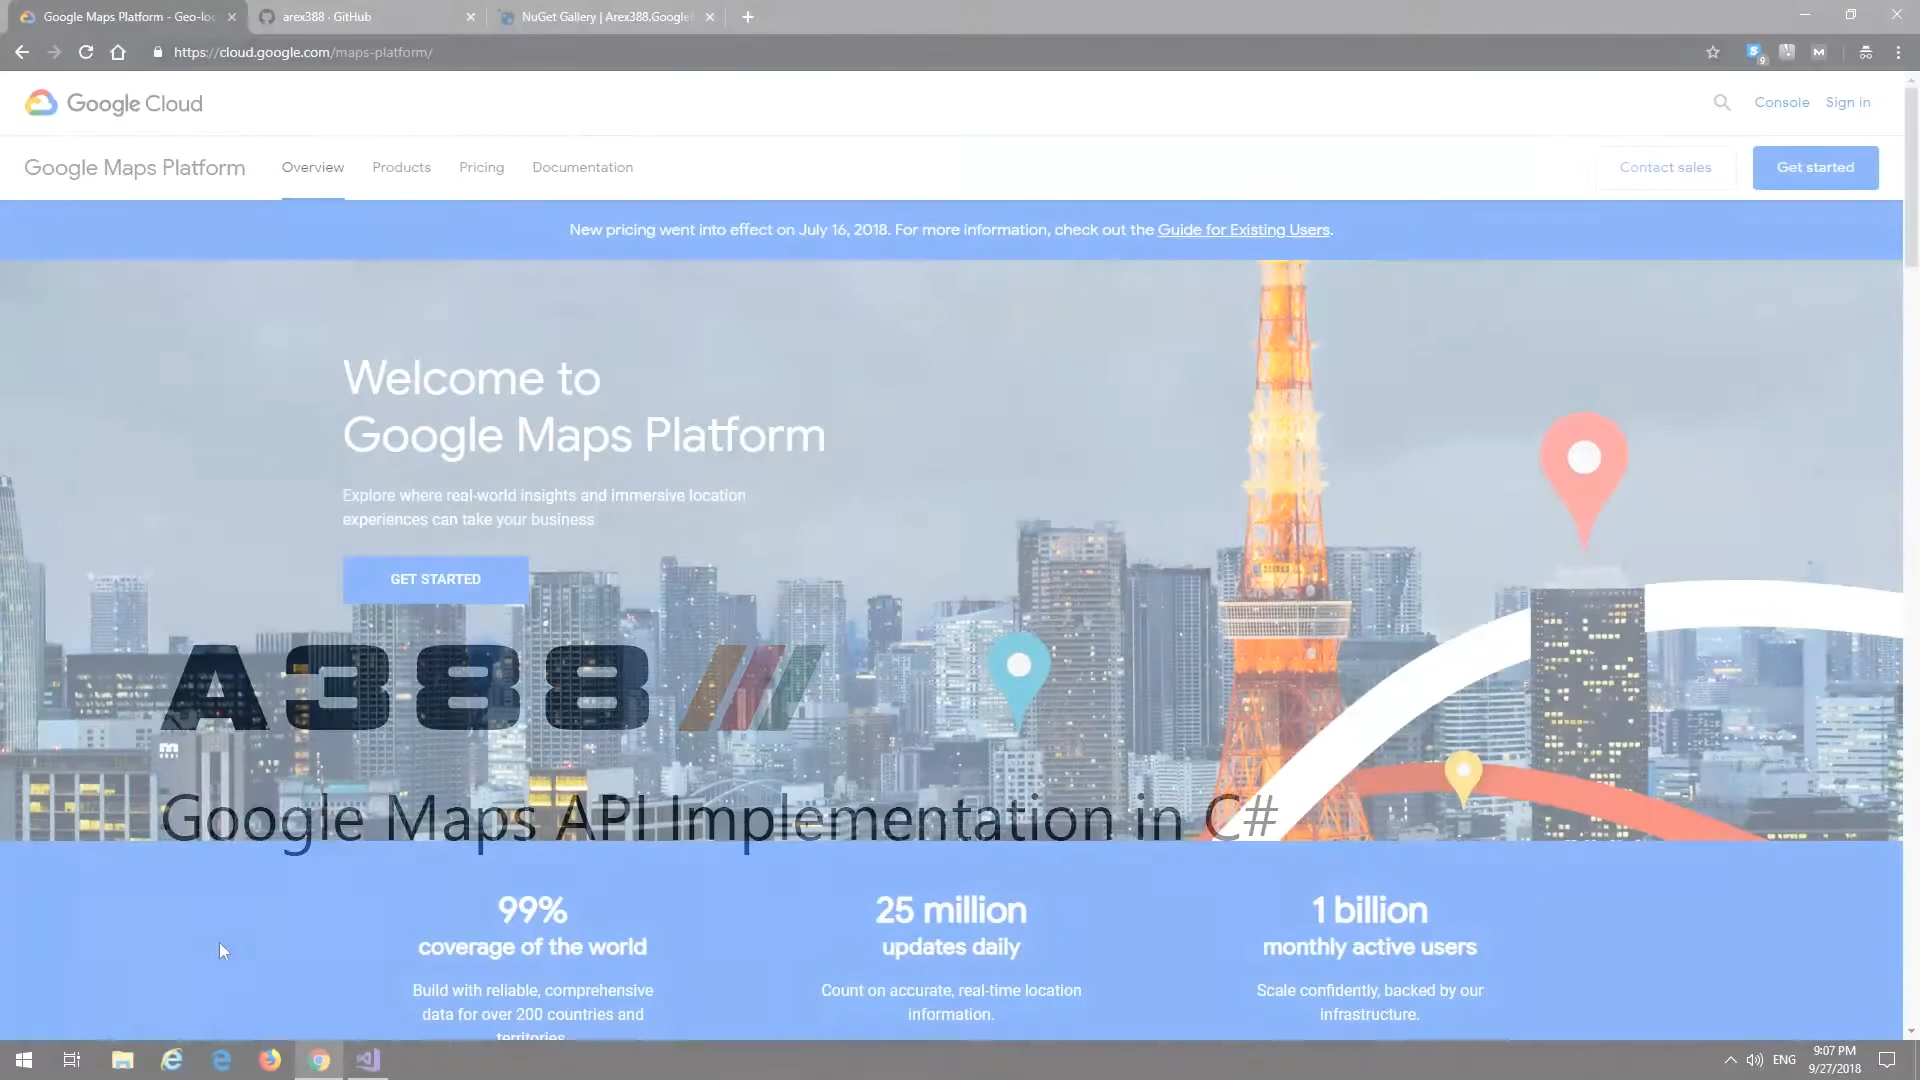 Google Maps Platform - Geo-loc
arex388 · GitHub
NuGet Gallery | Arex388.Google
https://cloud.google.com/maps-platform/
9
Google Cloud
Console
Sign in
Google Maps Platform
Overview
Products
Pricing
Documentation
Contact sales
Get started
New pricing went into effect on July 16, 2018. For more information, check out the Guide for Existing Users.
Welcome to
Google Maps Platform
Explore where real-world insights and immersive location
experiences can take your business
GET STARTED
A388
Google Maps API Implementation in C#
99%
coverage of the world
Build with reliable, comprehensive
data for over 200 countries and
territories.
25 million
updates daily
Count on accurate, real-time location
information.
1 billion
monthly active users
Scale confidently, backed by our
infrastructure.
ENG
9:07 PM
9/27/2018